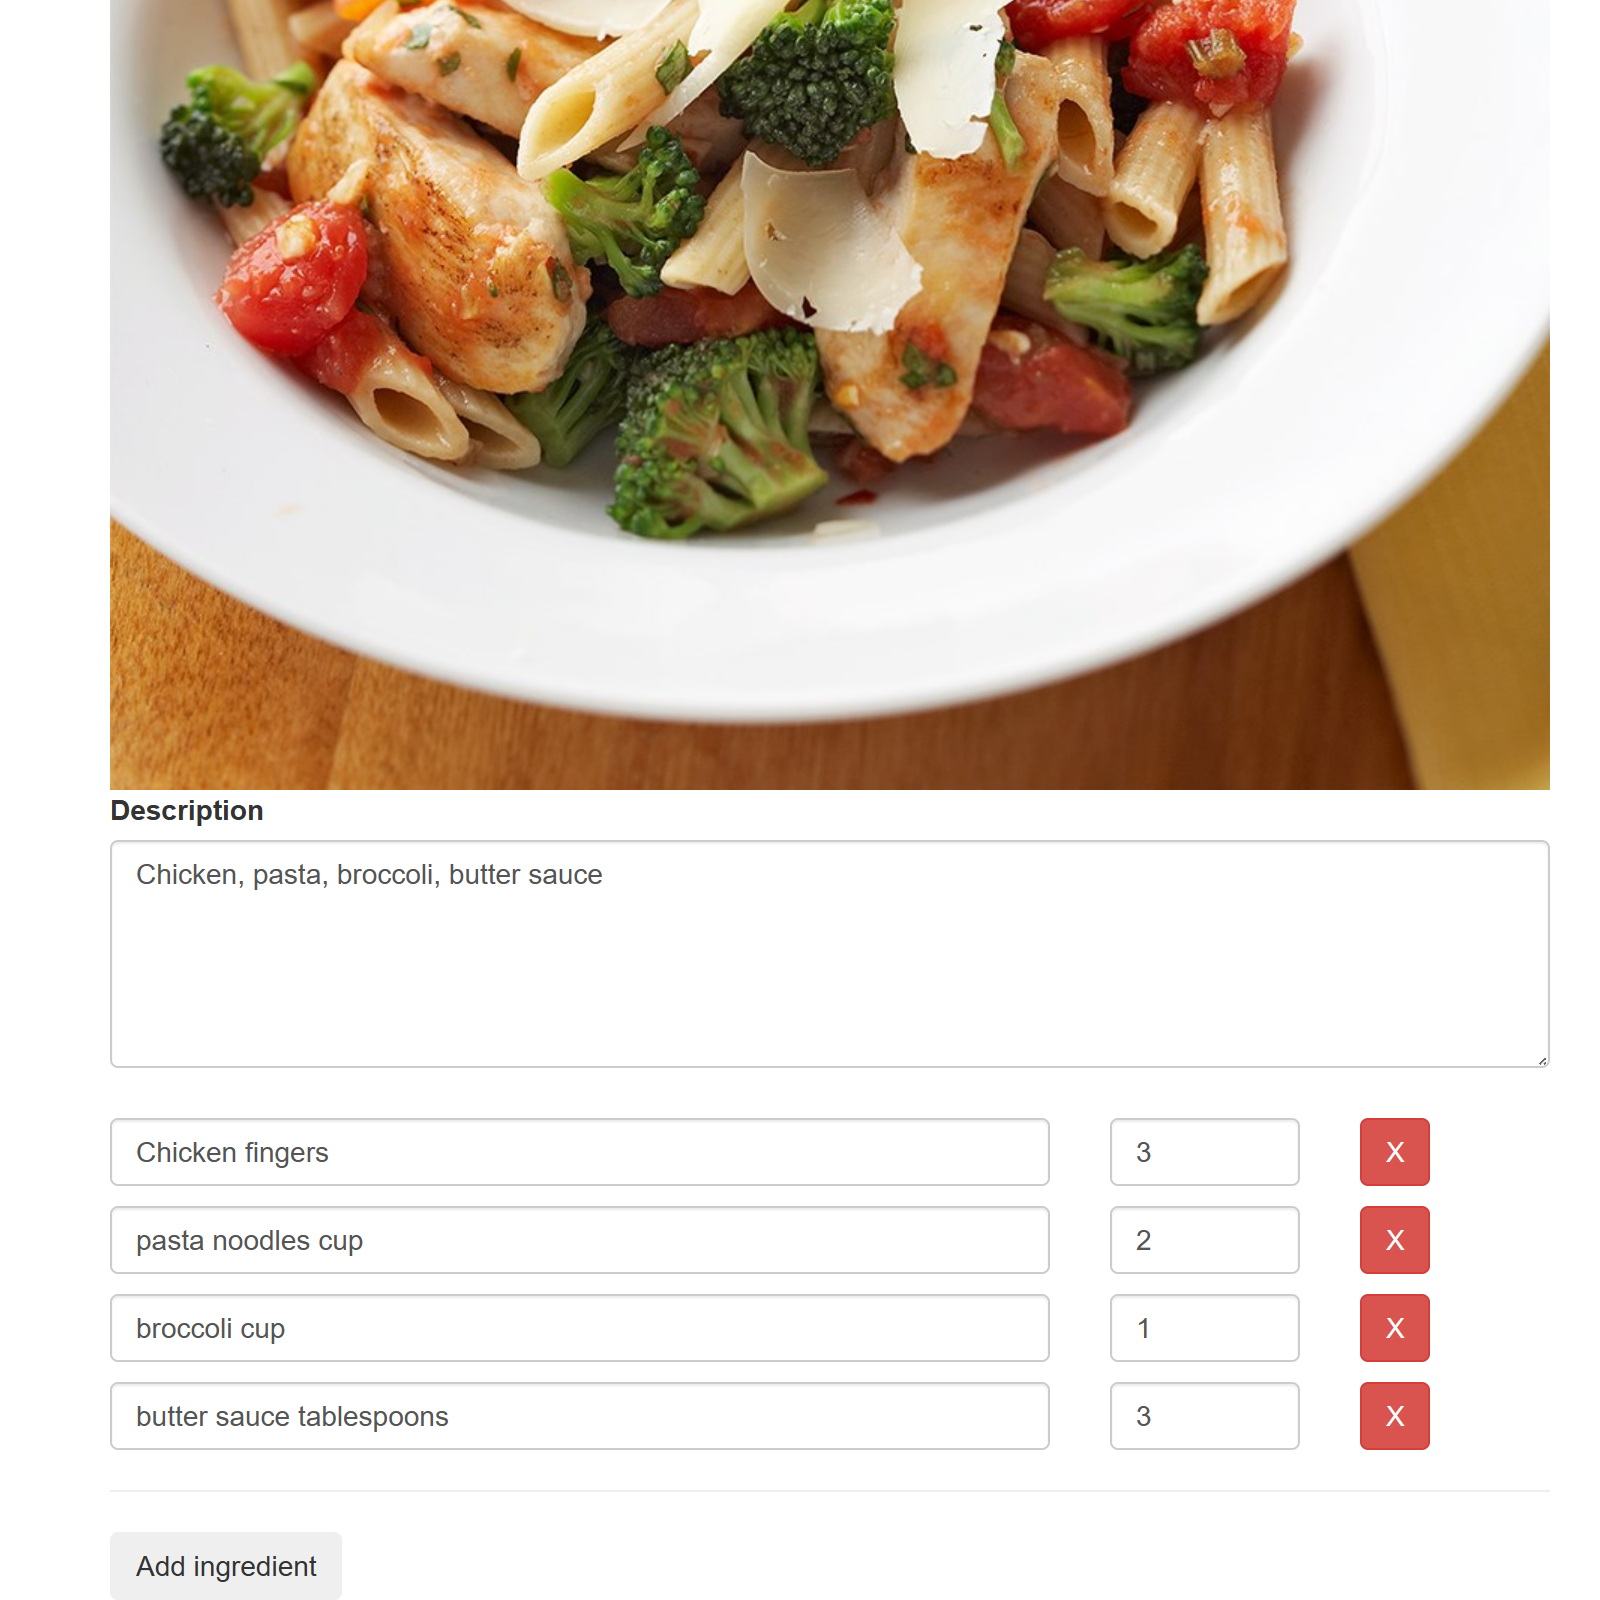 Description
Chicken, pasta, broccoli, butter sauce
Chicken fingers 3 X
pasta noodles cup 2 X
broccoli cup 1 X
butter sauce tablespoons 3 X
Add ingredient